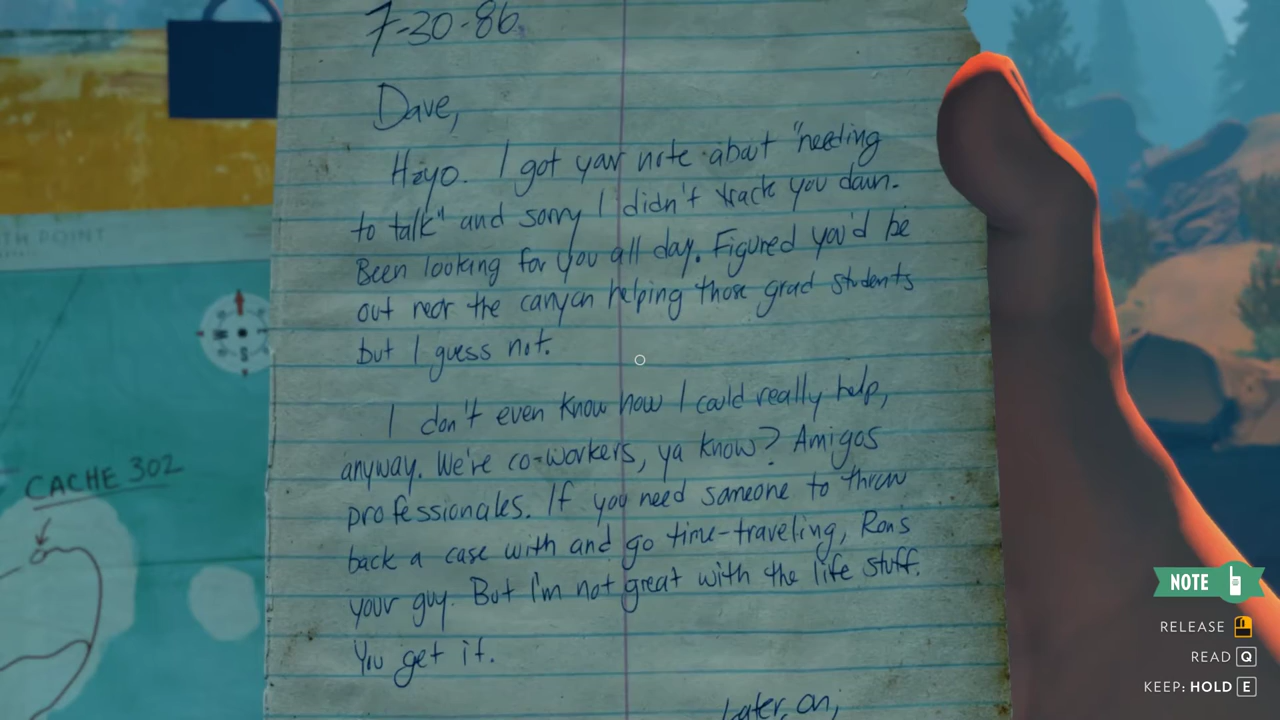 7-30-86
Dave,
Heyo. I got your note about "needing
to talk" and sorry I didn't track you down.
Been looking for you all day. Figured you'd be
out near the canyon helping those grad students
but I guess not.
I don't even know how I could really help,
anyway. We're co-workers, ya know? Amigos
professionales. If you need someone to throw
back a case with and go time-traveling, Ron's
your guy. But I'm not great with the life stuff.
You get it.
Later on,
TH POINT
S
CACHE 302
NOTE
RELEASE
READ Q
KEEP: HOLD E